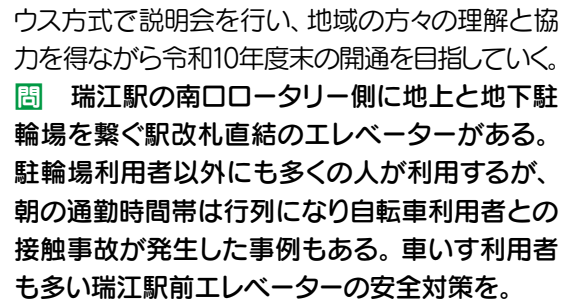 ウス方式で説明会を行い、地域の方々の理解と協
力を得ながら令和10年度末の開通を目指していく。
問　瑞江駅の南口ロータリー側に地上と地下駐
輪場を繋ぐ駅改札直結のエレベーターがある。
駐輪場利用者以外にも多くの人が利用するが、
朝の通勤時間帯は行列になり自転車利用者との
接触事故が発生した事例もある。車いす利用者
も多い瑞江駅前エレベーターの安全対策を。